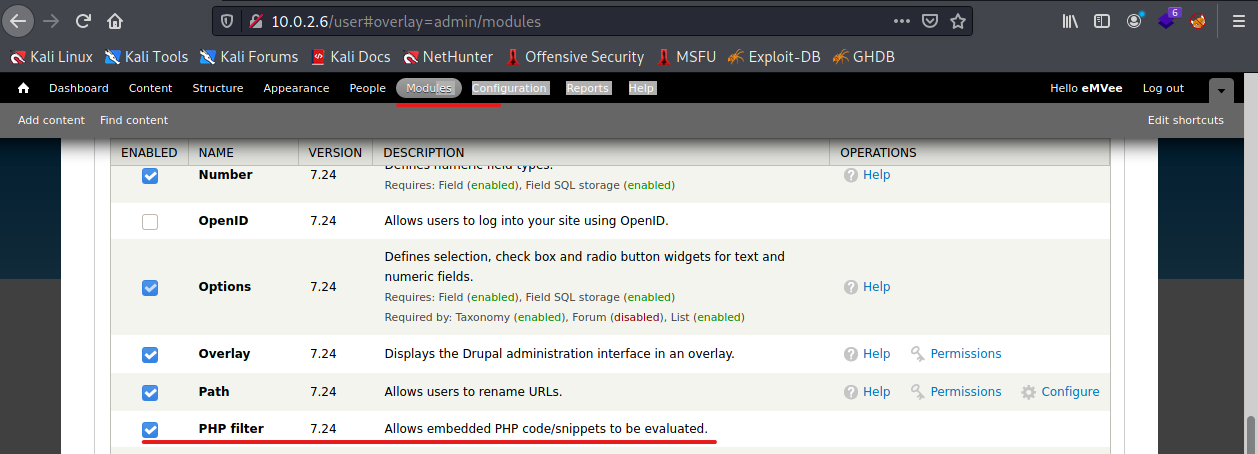 10.0.2.6/user#overlay=admin/modules
6
Kali Linux Kali Tools Kali Forums Kali Docs NetHunter Offensive Security MSFU Exploit-DB GHDB
Dashboard Content Structure Appearance People Modules Configuration Reports Help Hello eMVee Log out
Add content Find content Edit shortcuts
ENABLED NAME VERSION DESCRIPTION OPERATIONS
Defines numeric field types.
Number 7.24 Help
Requires: Field (enabled), Field SQL storage (enabled)
OpenID 7.24 Allows users to log into your site using OpenID.
Defines selection, check box and radio button widgets for text and
numeric fields.
Options 7.24 Help
Requires: Field (enabled), Field SQL storage (enabled)
Required by: Taxonomy (enabled), Forum (disabled), List (enabled)
Overlay 7.24 Displays the Drupal administration interface in an overlay. Help Permissions
Path 7.24 Allows users to rename URLs. Help Permissions Configure
PHP filter 7.24 Allows embedded PHP code/snippets to be evaluated.